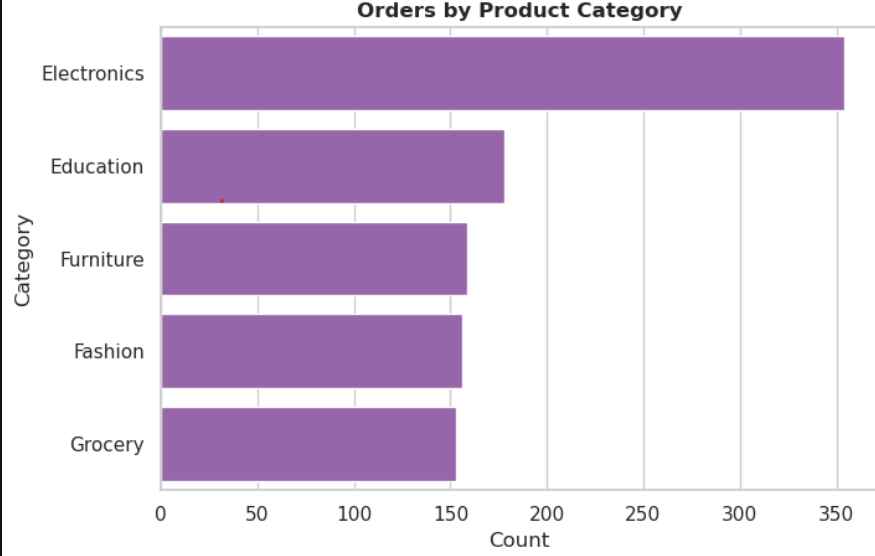 Orders by Product Category
Electronics
Education
Furniture
Fashion
Grocery
Category
0 50 100 150 200 250 300 350
Count